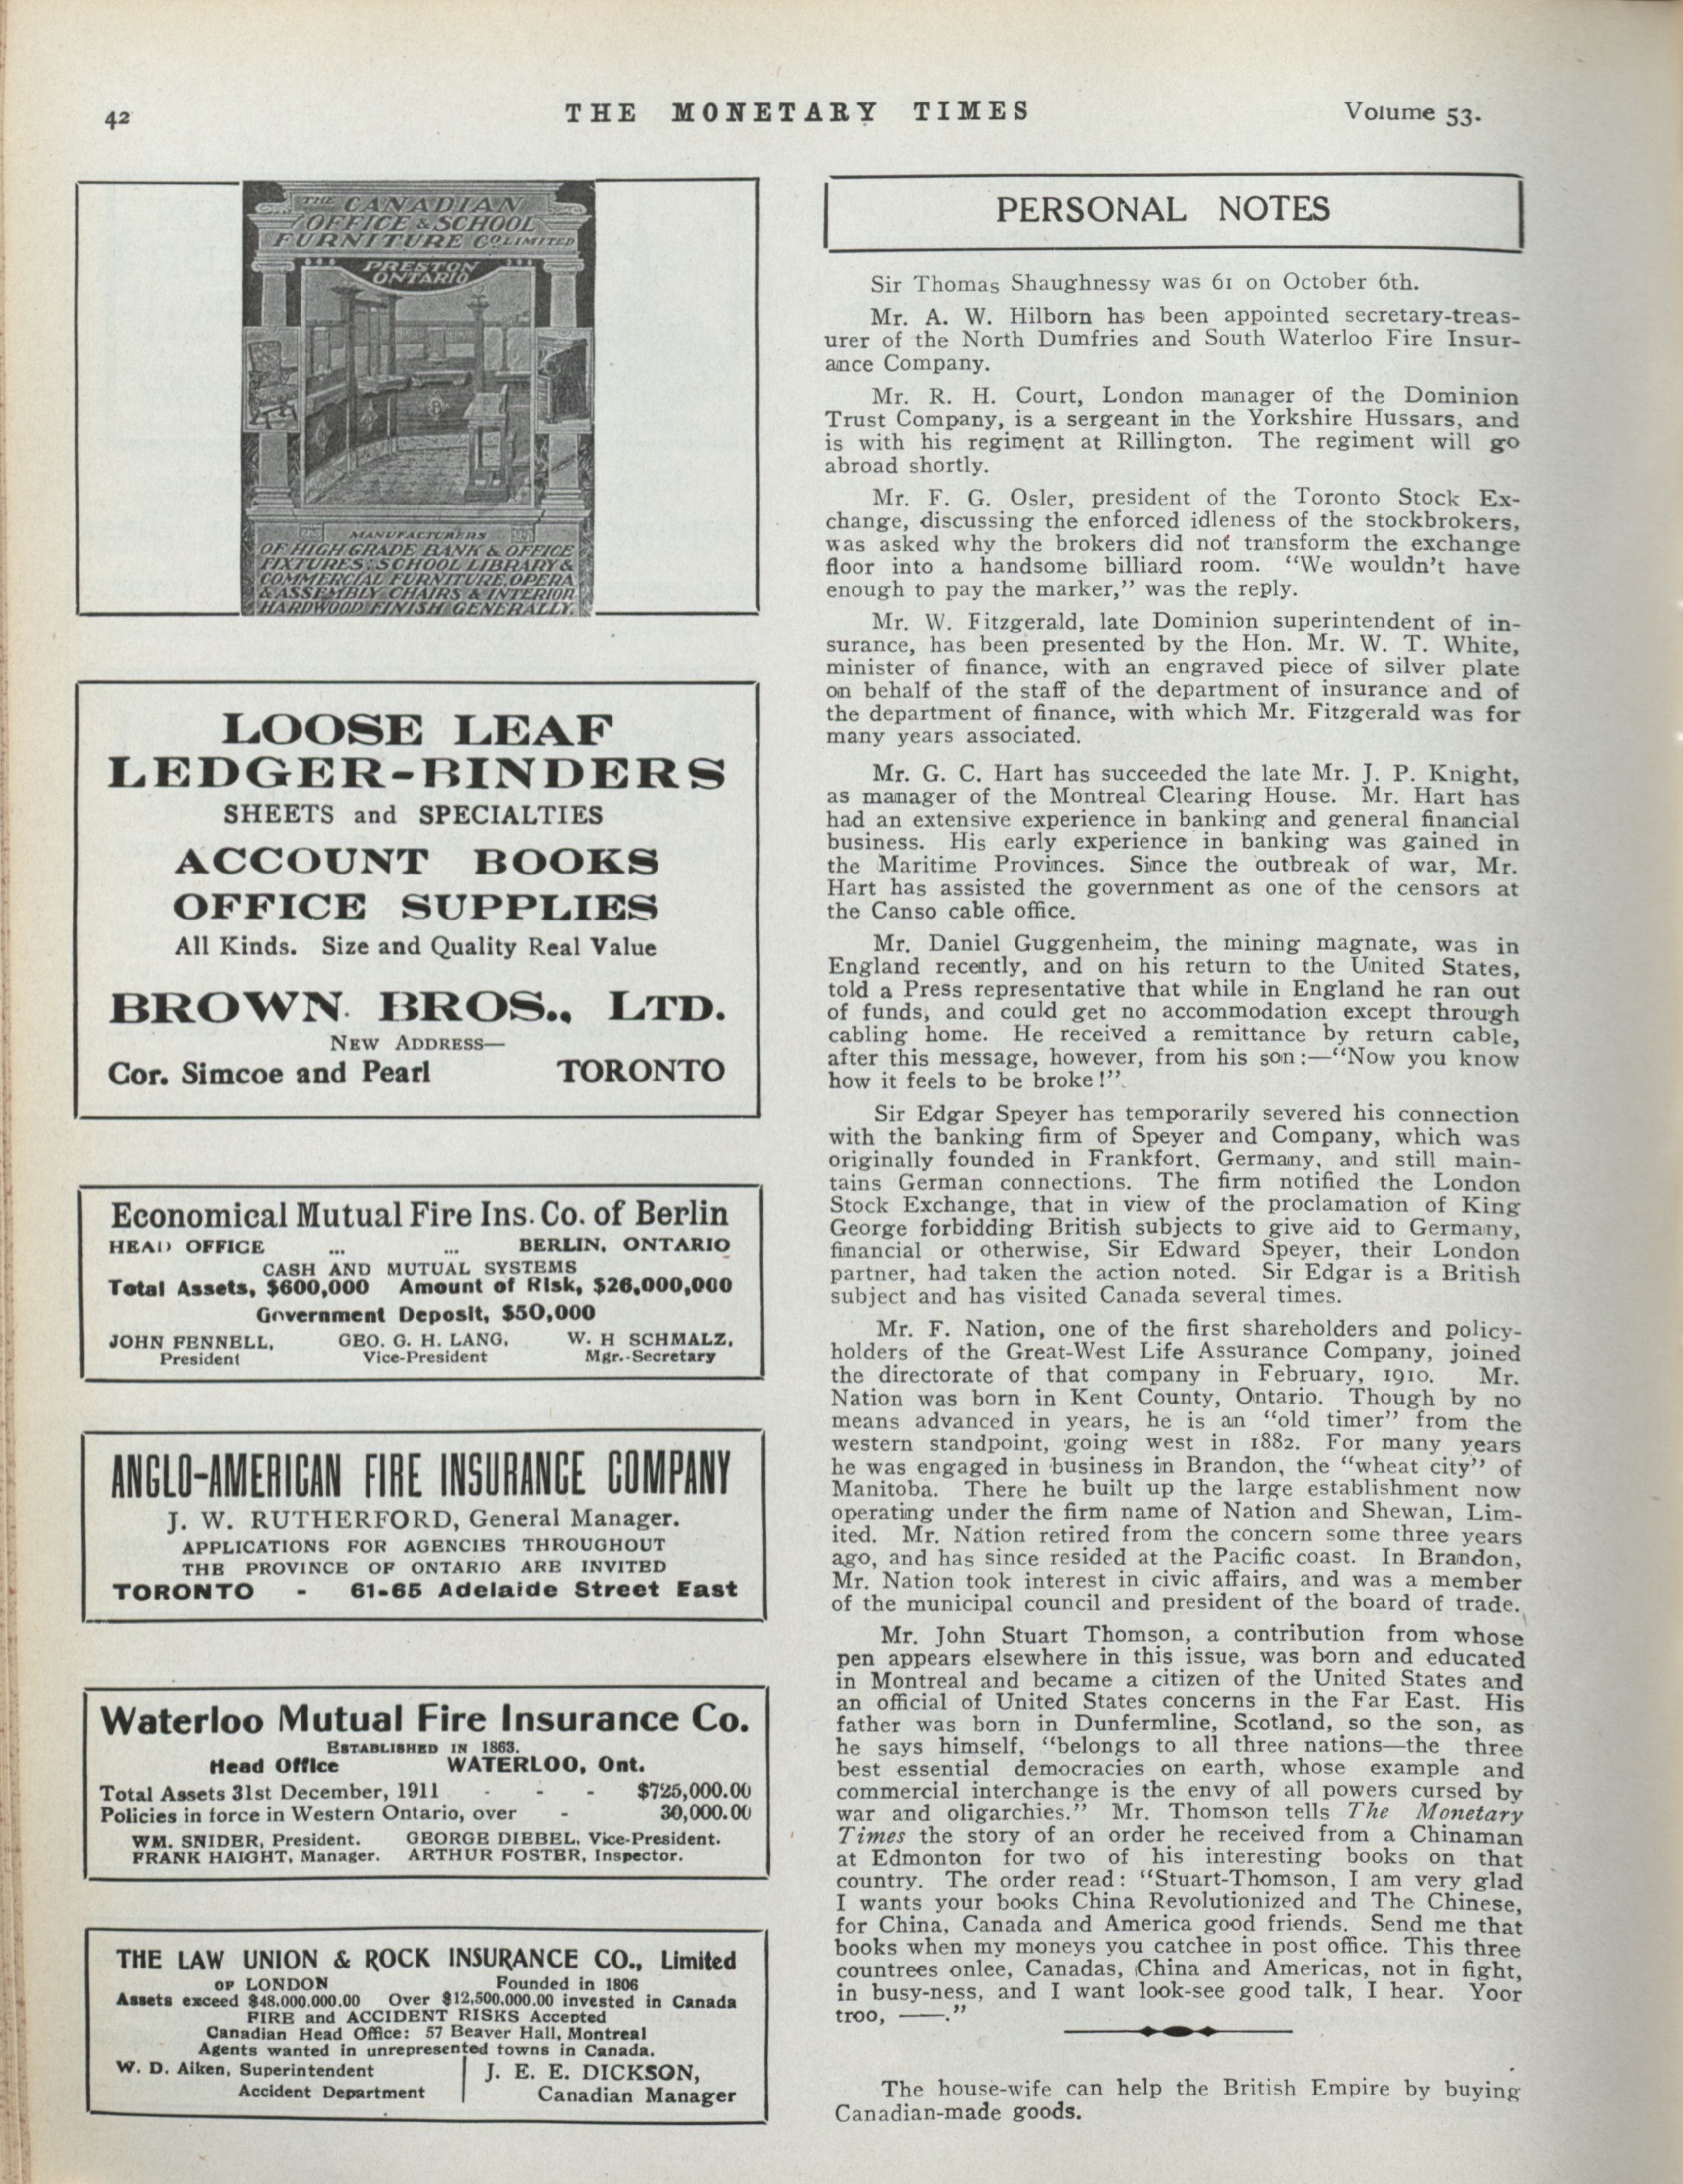 42
THE MONETARY TIMES
Volume 53.
THE CANADIAN
OFFICE & SCHOOL
FURNITURE CO. LIMITED
PRESTON
ONTARIO
MANUFACTURERS
OF HIGH GRADE BANK & OFFICE
FIXTURES, SCHOOL LIBRARY &
COMMERCIAL FURNITURE, OPERA
& ASSEMBLY CHAIRS & INTERIOR
HARDWOOD FINISH GENERALLY.
LOOSE LEAF
LEDGER-BINDERS
SHEETS and SPECIALTIES
ACCOUNT BOOKS
OFFICE SUPPLIES
All Kinds. Size and Quality Real Value
BROWN BROS., LTD.
NEW ADDRESS—
Cor. Simcoe and Pearl TORONTO
Economical Mutual Fire Ins. Co. of Berlin
HEAD OFFICE ... ... BERLIN, ONTARIO
CASH AND MUTUAL SYSTEMS
Total Assets, $600,000 Amount of Risk, $26,000,000
Government Deposit, $50,000
JOHN FENNELL, GEO. G. H. LANG, W. H SCHMALZ,
President Vice-President Mgr.-Secretary
ANGLO-AMERICAN FIRE INSURANCE COMPANY
J. W. RUTHERFORD, General Manager.
APPLICATIONS FOR AGENCIES THROUGHOUT
THE PROVINCE OF ONTARIO ARE INVITED
TORONTO - 61-65 Adelaide Street East
Waterloo Mutual Fire Insurance Co.
ESTABLISHED IN 1863.
Head Office WATERLOO, Ont.
Total Assets 31st December, 1911 - - - $725,000.00
Policies in force in Western Ontario, over - 30,000.00
WM. SNIDER, President. GEORGE DIEBEL, Vice-President.
FRANK HAIGHT, Manager. ARTHUR FOSTER, Inspector.
THE LAW UNION & ROCK INSURANCE CO., Limited
OF LONDON Founded in 1806
Assets exceed $48,000,000.00 Over $12,500,000.00 invested in Canada
FIRE and ACCIDENT RISKS Accepted
Canadian Head Office: 57 Beaver Hall, Montreal
Agents wanted in unrepresented towns in Canada.
W. D. Aiken, Superintendent
Accident Department
J. E. E. DICKSON,
Canadian Manager
PERSONAL NOTES
Sir Thomas Shaughnessy was 61 on October 6th.
Mr. A. W. Hilborn has been appointed secretary-treas-
urer of the North Dumfries and South Waterloo Fire Insur-
ance Company.
Mr. R. H. Court, London manager of the Dominion
Trust Company, is a sergeant in the Yorkshire Hussars, and
is with his regiment at Rillington. The regiment will go
abroad shortly.
Mr. F. G. Osler, president of the Toronto Stock Ex-
change, discussing the enforced idleness of the stockbrokers,
was asked why the brokers did not transform the exchange
floor into a handsome billiard room. "We wouldn't have
enough to pay the marker," was the reply.
Mr. W. Fitzgerald, late Dominion superintendent of in-
surance, has been presented by the Hon. Mr. W. T. White,
minister of finance, with an engraved piece of silver plate
on behalf of the staff of the department of insurance and of
the department of finance, with which Mr. Fitzgerald was for
many years associated.
Mr. G. C. Hart has succeeded the late Mr. J. P. Knight,
as manager of the Montreal Clearing House. Mr. Hart has
had an extensive experience in banking and general financial
business. His early experience in banking was gained in
the Maritime Provinces. Since the outbreak of war, Mr.
Hart has assisted the government as one of the censors at
the Canso cable office.
Mr. Daniel Guggenheim, the mining magnate, was in
England recently, and on his return to the United States,
told a Press representative that while in England he ran out
of funds, and could get no accommodation except through
cabling home. He received a remittance by return cable,
after this message, however, from his son:—"Now you know
how it feels to be broke!"
Sir Edgar Speyer has temporarily severed his connection
with the banking firm of Speyer and Company, which was
originally founded in Frankfort, Germany, and still main-
tains German connections. The firm notified the London
Stock Exchange, that in view of the proclamation of King
George forbidding British subjects to give aid to Germany,
financial or otherwise, Sir Edward Speyer, their London
partner, had taken the action noted. Sir Edgar is a British
subject and has visited Canada several times.
Mr. F. Nation, one of the first shareholders and policy-
holders of the Great-West Life Assurance Company, joined
the directorate of that company in February, 1910. Mr.
Nation was born in Kent County, Ontario. Though by no
means advanced in years, he is an "old timer" from the
western standpoint, going west in 1882. For many years
he was engaged in business in Brandon, the "wheat city" of
Manitoba. There he built up the large establishment now
operating under the firm name of Nation and Shewan, Lim-
ited. Mr. Nation retired from the concern some three years
ago, and has since resided at the Pacific coast. In Brandon,
Mr. Nation took interest in civic affairs, and was a member
of the municipal council and president of the board of trade.
Mr. John Stuart Thomson, a contribution from whose
pen appears elsewhere in this issue, was born and educated
in Montreal and became a citizen of the United States and
an official of United States concerns in the Far East. His
father was born in Dunfermline, Scotland, so the son, as
he says himself, "belongs to all three nations—the three
best essential democracies on earth, whose example and
commercial interchange is the envy of all powers cursed by
war and oligarchies." Mr. Thomson tells The Monetary
Times the story of an order he received from a Chinaman
at Edmonton for two of his interesting books on that
country. The order read: "Stuart-Thomson, I am very glad
I wants your books China Revolutionized and The Chinese,
for China, Canada and America good friends. Send me that
books when my moneys you catchee in post office. This three
countrees onlee, Canadas, China and Americas, not in fight,
in busy-ness, and I want look-see good talk, I hear. Yoor
troo, ——."
The house-wife can help the British Empire by buying
Canadian-made goods.